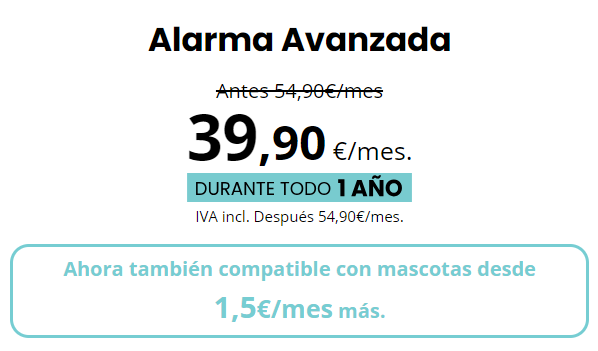 Alarma Avanzada
Antes 54,90€/mes
39,90 €/mes.
DURANTE TODO 1 AÑO
IVA incl. Después 54,90€/mes.
Ahora también compatible con mascotas desde
1,5€/mes más.